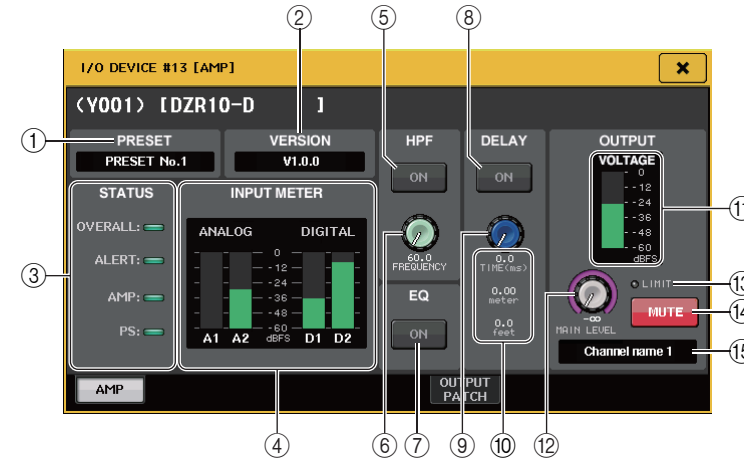 ② ⑤ ⑧
I/O DEVICE #13 [AMP]
(Y001) [DZR10-D ]
①
PRESET
PRESET No.1
VERSION
V1.0.0
③
STATUS
OVERALL:
ALERT:
AMP:
PS:
INPUT METER
ANALOG DIGITAL
0
-12
-24
-36
-48
-60
A1 A2 dBFS D1 D2
HPF
ON
60.0
FREQUENCY
EQ
ON
DELAY
ON
0.0
TIME(ms)
0.00
meter
0.0
feet
OUTPUT
VOLTAGE
0
-12
-24
-36
-48
-60
dBFS
⑪
LIMIT
⑬
-∞
MAIN LEVEL
MUTE
⑭
Channel name 1
⑮
AMP
OUTPUT
PATCH
④ ⑥ ⑦ ⑨ ⑩ ⑫